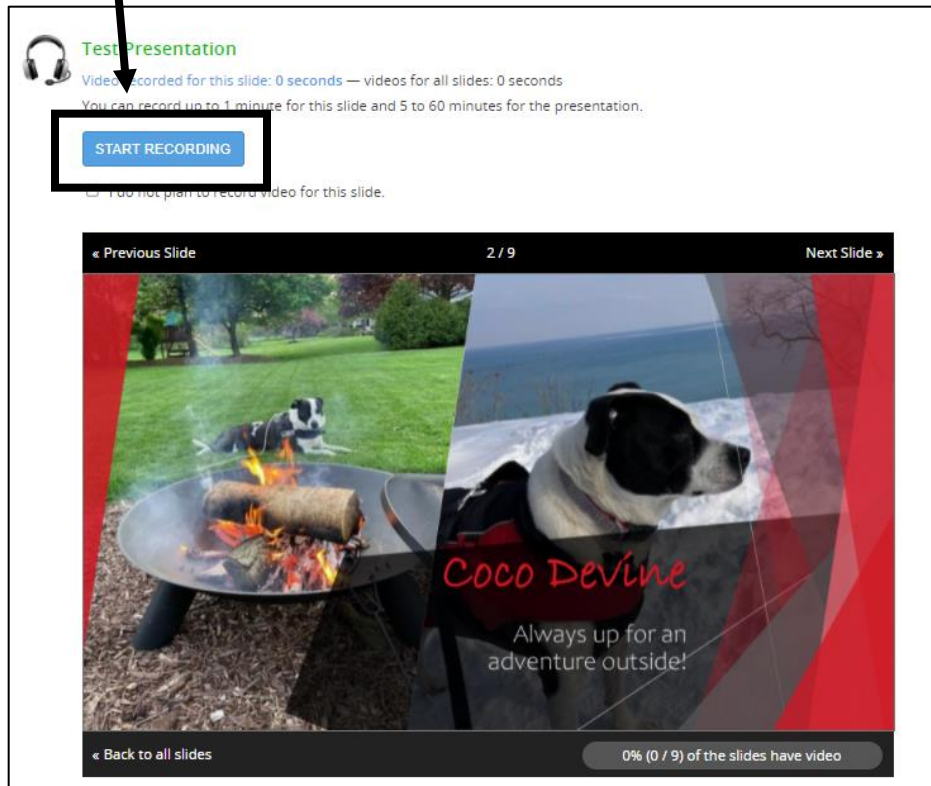 Test Presentation
Video recorded for this slide: 0 seconds — videos for all slides: 0 seconds
You can record up to 1 minute for this slide and 5 to 60 minutes for the presentation.
START RECORDING
I do not plan to record video for this slide.
« Previous Slide 2 / 9 Next Slide »
Coco Devine
Always up for an
adventure outside!
« Back to all slides 0% (0 / 9) of the slides have video